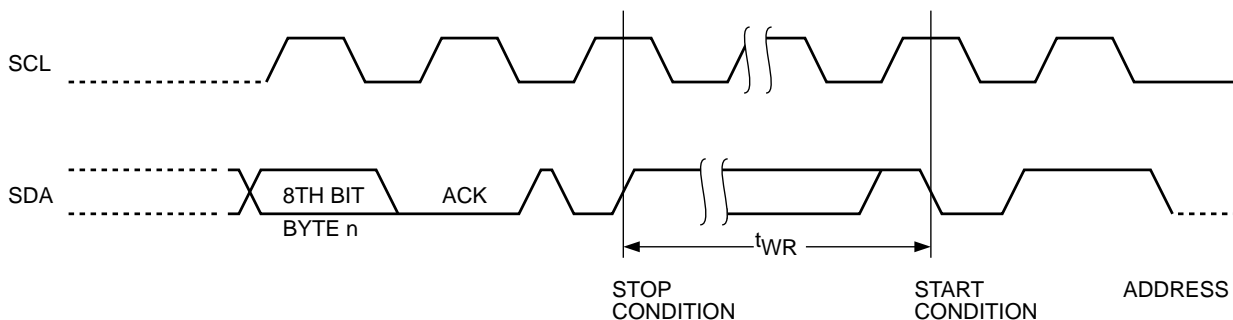 SCL
SDA
8TH BIT
ACK
BYTE n
tWR
STOP
CONDITION
START
CONDITION
ADDRESS